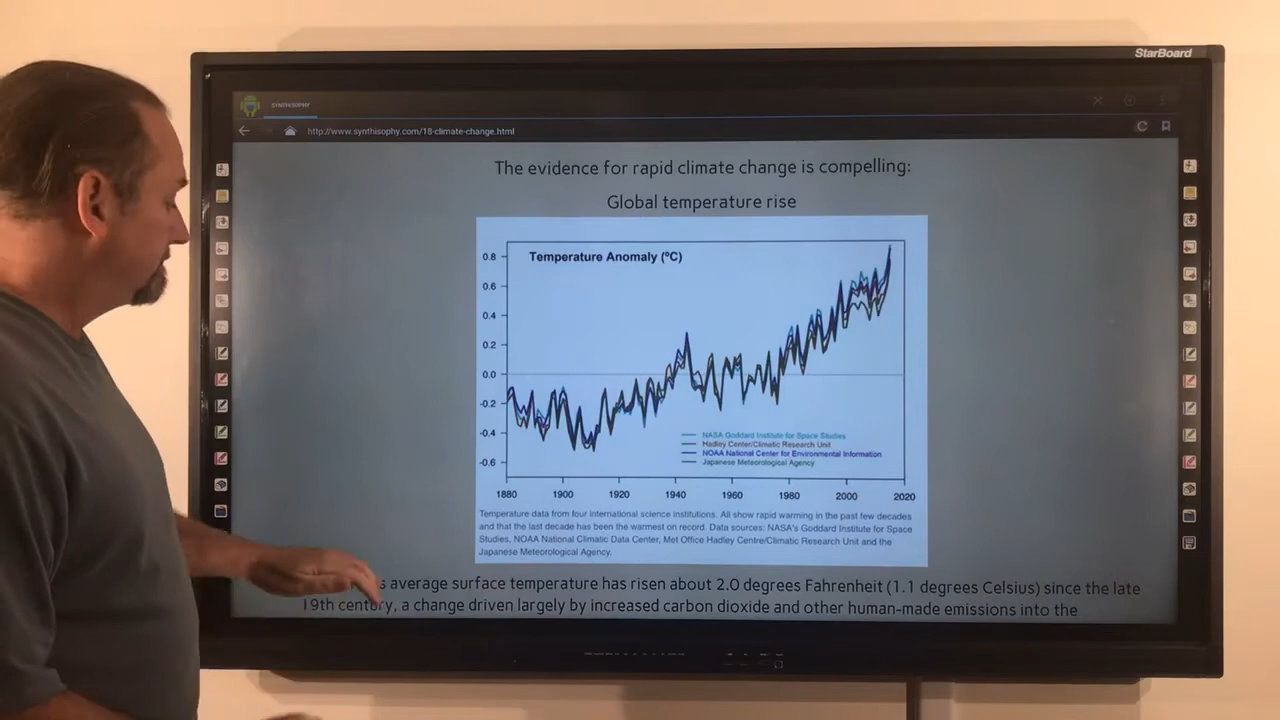 StarBoard
SYNTHISOPHY
http://www.synthisophy.com/18-climate-change.html
The evidence for rapid climate change is compelling:
Global temperature rise
Temperature Anomaly (ºC)
0.8
0.6
0.4
0.2
0.0
-0.2
-0.4
-0.6
NASA Goddard Institute for Space Studies
Hadley Center/Climatic Research Unit
NOAA National Center for Environmental Information
Japanese Meteorological Agency
1880 1900 1920 1940 1960 1980 2000 2020
Temperature data from four international science institutions. All show rapid warming in the past few decades
and that the last decade has been the warmest on record. Data sources: NASA's Goddard Institute for Space
Studies, NOAA National Climatic Data Center, Met Office Hadley Centre/Climatic Research Unit and the
Japanese Meteorological Agency.
average surface temperature has risen about 2.0 degrees Fahrenheit (1.1 degrees Celsius) since the late
19th century, a change driven largely by increased carbon dioxide and other human-made emissions into the